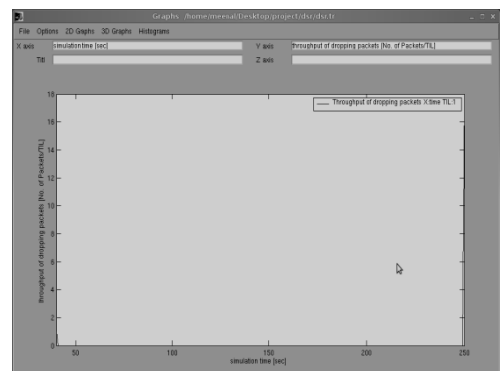 Graphs /home/meenal/Desktop/project/dsr/dsr.tr
File Options 2D Graphs 3D Graphs Histograms
X axis simulation time [sec] Y axis throughput of dropping packets [No. of Packets/TIL]
Titl Z axis
Throughput of dropping packets X:time TIL:1
18
16
14
12
10
8
6
4
2
0
throughput of dropping packets [No. of Packets/TIL]
50 100 150 200 250
simulation time [sec]